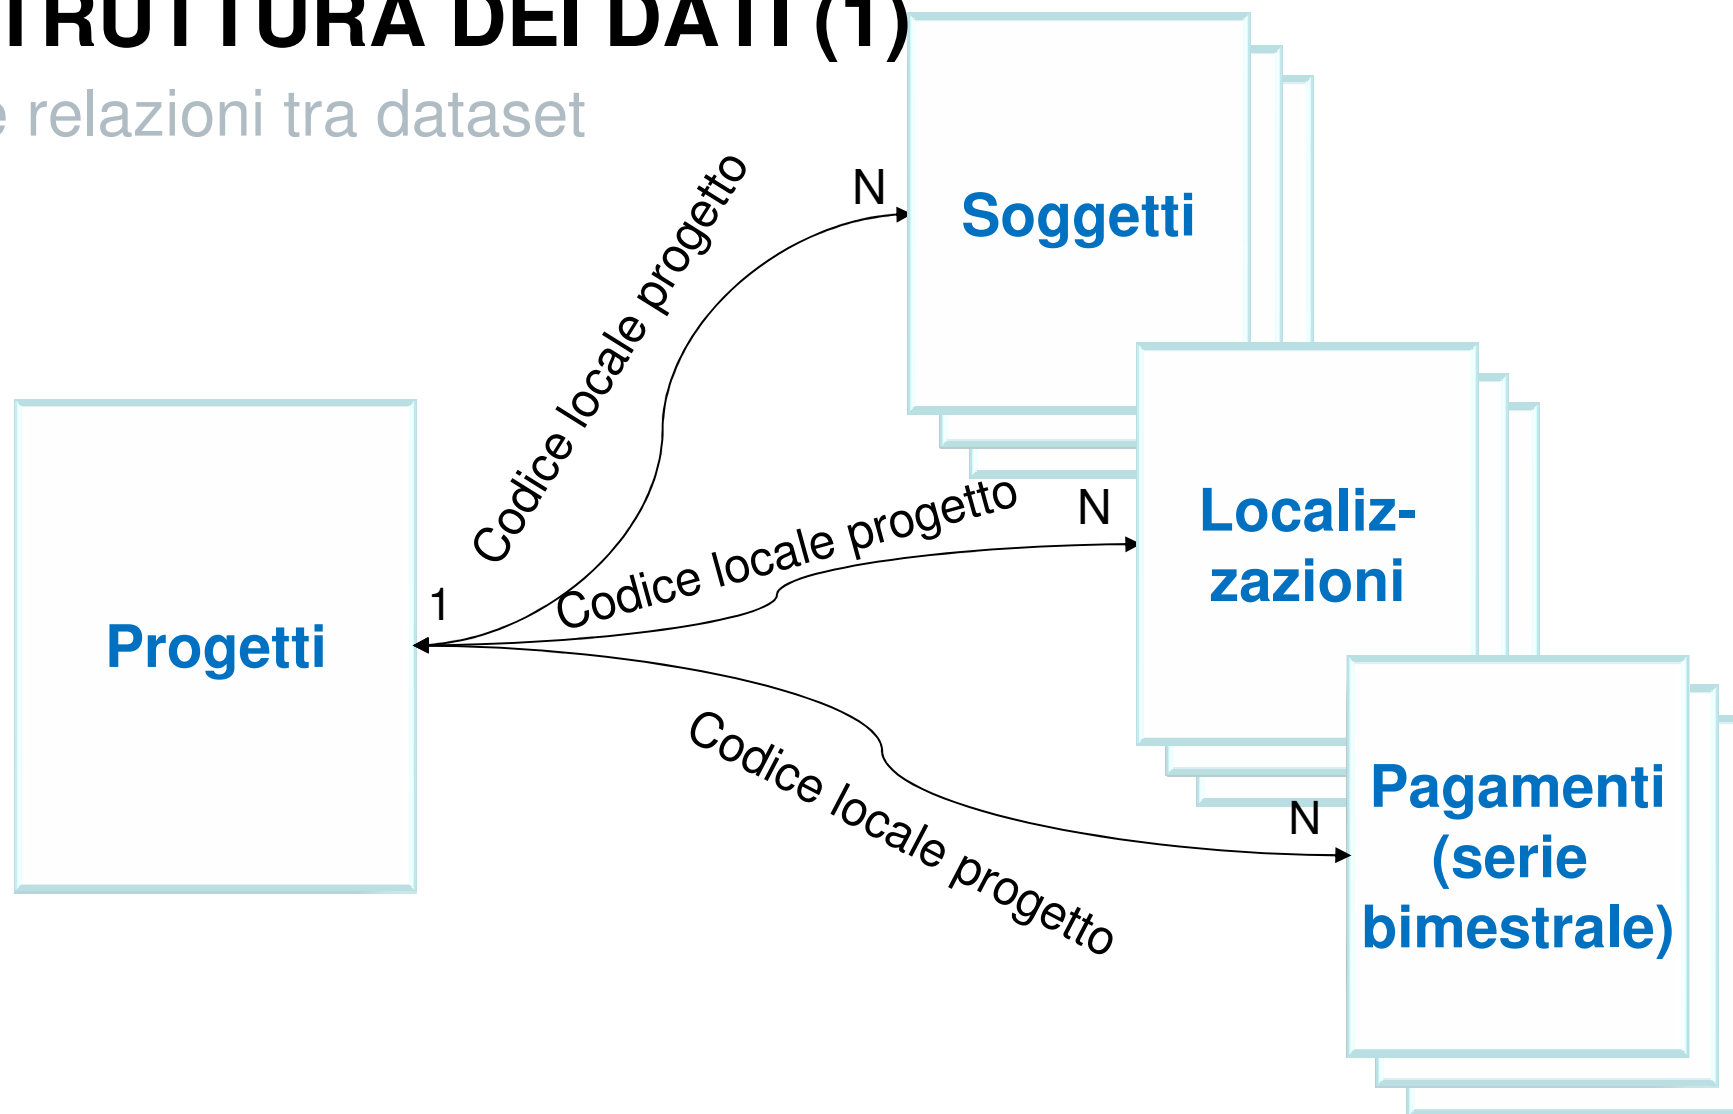 TRUTTURA DEI DATI (1)
e relazioni tra dataset
Codice locale progetto
N
Soggetti
Codice locale progetto
N
Localiz-
zazioni
1
Progetti
Codice locale progetto
N
Pagamenti
(serie
bimestrale)